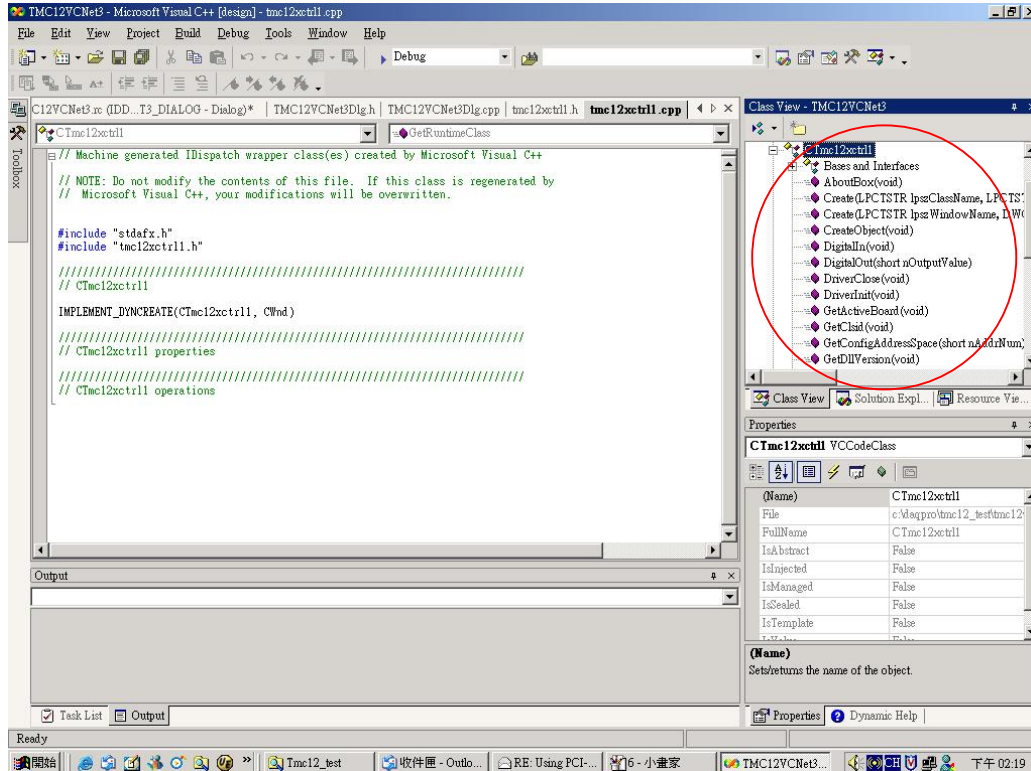 TMC12VCNet3 - Microsoft Visual C++ [design] - tmc12xctrl1.cpp
File Edit View Project Build Debug Tools Window Help
Debug
C12VCNet3.rc (IDD...T3_DIALOG - Dialog)* TMC12VCNet3Dlg.h TMC12VCNet3Dlg.cpp tmc12xctrl1.h tmc12xctrl1.cpp
Toolbox
CTmc12xctrl1 GetRuntimeClass
// Machine generated IDispatch wrapper class(es) created by Microsoft Visual C++
// NOTE: Do not modify the contents of this file. If this class is regenerated by
// Microsoft Visual C++, your modifications will be overwritten.
#include "stdafx.h"
#include "tmc12xctrl1.h"
/////////////////////////////////////////////////////////////////////////////
// CTmc12xctrl1
IMPLEMENT_DYNCREATE(CTmc12xctrl1, CWnd)
/////////////////////////////////////////////////////////////////////////////
// CTmc12xctrl1 properties
/////////////////////////////////////////////////////////////////////////////
// CTmc12xctrl1 operations
Class View - TMC12VCNet3
CTmc12xctrl1
Bases and Interfaces
AboutBox(void)
Create(LPCTSTR lpszClassName, LPCTS
Create(LPCTSTR lpszWindowName, DW
CreateObject(void)
DigitalIn(void)
DigitalOut(short nOutputValue)
DriverClose(void)
DriverInit(void)
GetActiveBoard(void)
GetClsid(void)
GetConfigAddressSpace(short nAddrNum)
GetDllVersion(void)
Class View Solution Expl... Resource Vie...
Properties
CTmc12xctrl1 VCCodeClass
(Name) CTmc12xctrl1
File c:\daqpro\tmc12_test\tmc12
FullName CTmc12xctrl1
IsAbstract False
IsInjected False
IsManaged False
IsSealed False
IsTemplate False
IsValue False
(Name)
Sets/returns the name of the object.
Properties Dynamic Help
Output
Task List Output
Ready
開始 Tmc12_test 收件匣 - Outlo... RE: Using PCI-... 6 - 小畫家 TMC12VCNet3... CH 下午 02:19